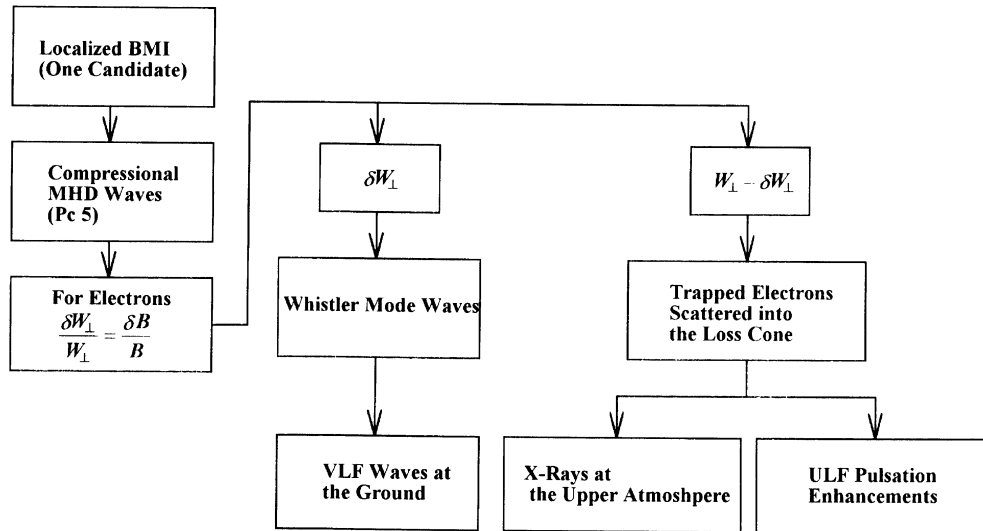 Localized BMI
(One Candidate)
Compressional
MHD Waves
(Pc 5)
For Electrons
δW⊥/W⊥ = δB/B
δW⊥
W⊥ – δW⊥
Whistler Mode Waves
Trapped Electrons
Scattered into
the Loss Cone
VLF Waves at
the Ground
X-Rays at
the Upper Atmoshpere
ULF Pulsation
Enhancements